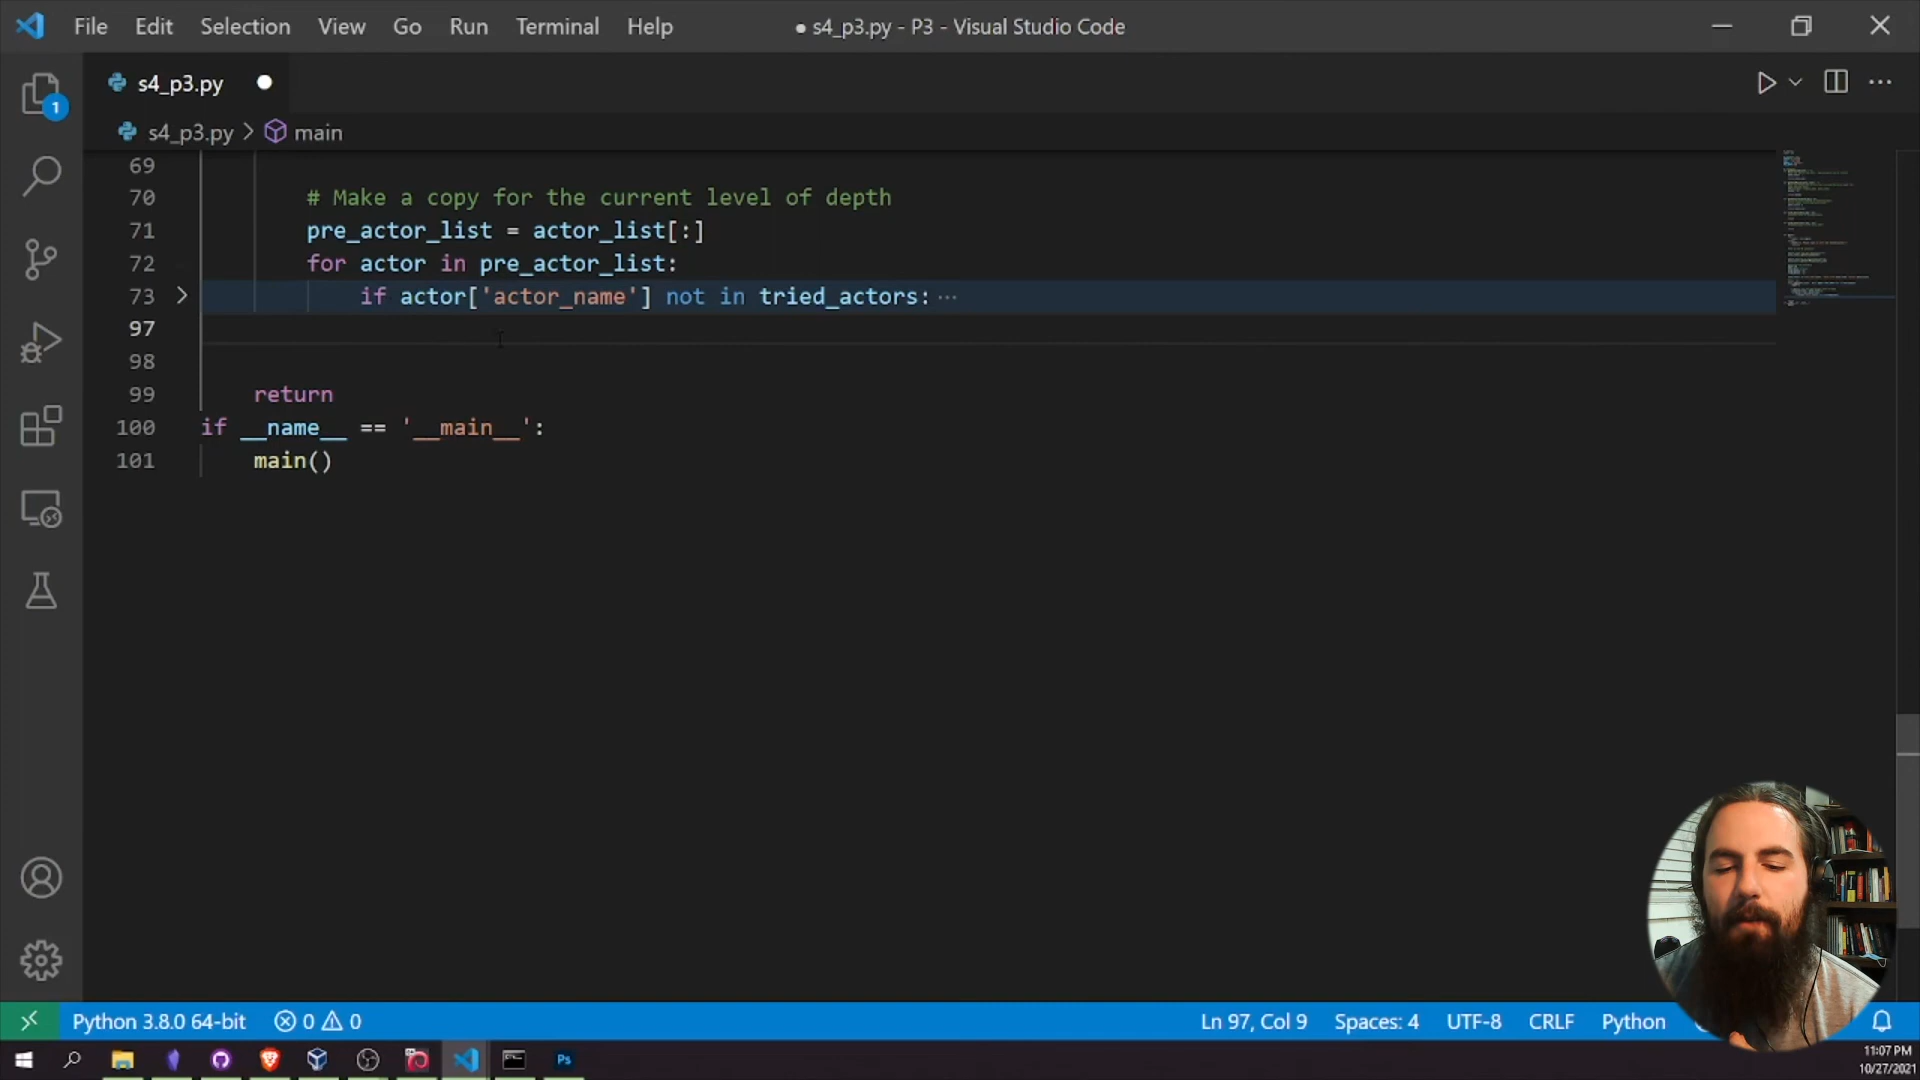 File Edit Selection View Go Run Terminal Help
● s4_p3.py - P3 - Visual Studio Code
1
s4_p3.py
s4_p3.py > main
69
70 # Make a copy for the current level of depth
71 pre_actor_list = actor_list[:]
72 for actor in pre_actor_list:
73 if actor['actor_name'] not in tried_actors: ···
97
98
99 return
100 if __name__ == '__main__':
101 main()
Python 3.8.0 64-bit 0 0
Ln 97, Col 9 Spaces: 4 UTF-8 CRLF Python
Ps
11:07 PM
10/27/2021